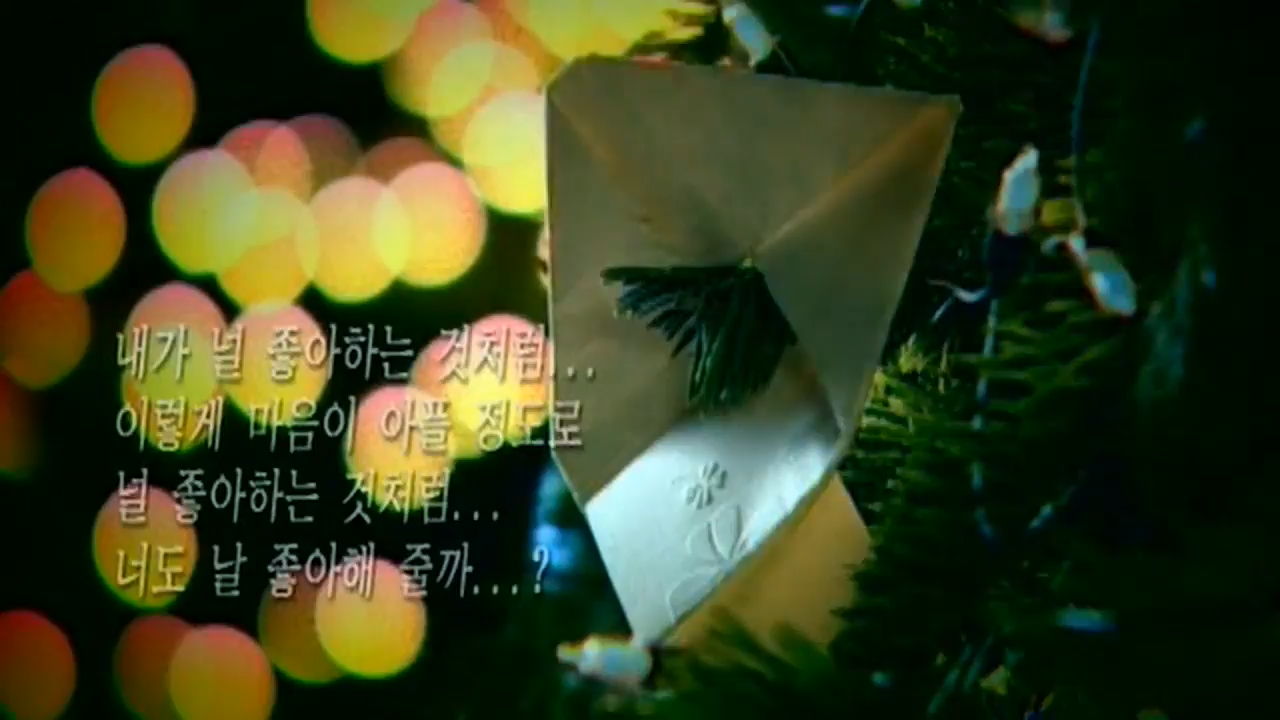 내가 널 좋아하는 것처럼...
이렇게 마음이 아플 정도로
널 좋아하는 것처럼...
너도 날 좋아해 줄까....?